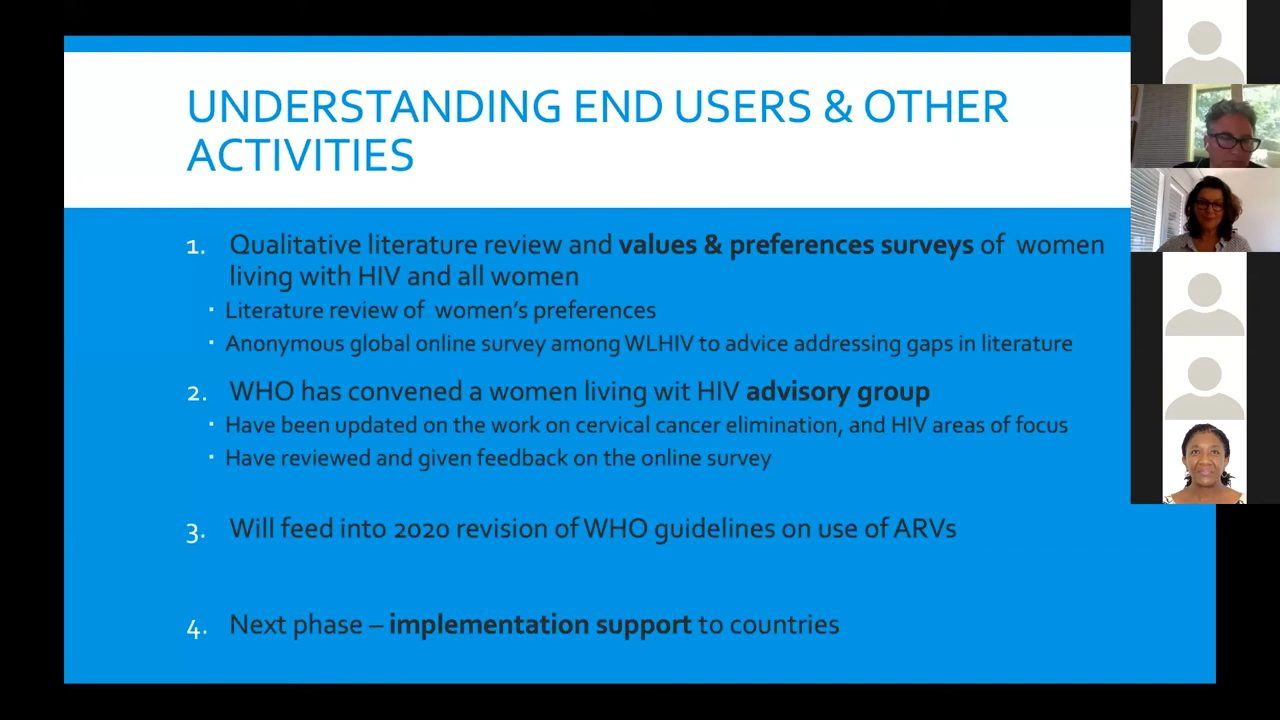 UNDERSTANDING END USERS & OTHER
ACTIVITIES
1. Qualitative literature review and values & preferences surveys of women
living with HIV and all women
▪ Literature review of women's preferences
▪ Anonymous global online survey among WLHIV to advice addressing gaps in literature
2. WHO has convened a women living wit HIV advisory group
▪ Have been updated on the work on cervical cancer elimination, and HIV areas of focus
▪ Have reviewed and given feedback on the online survey
3. Will feed into 2020 revision of WHO guidelines on use of ARVs
4. Next phase – implementation support to countries